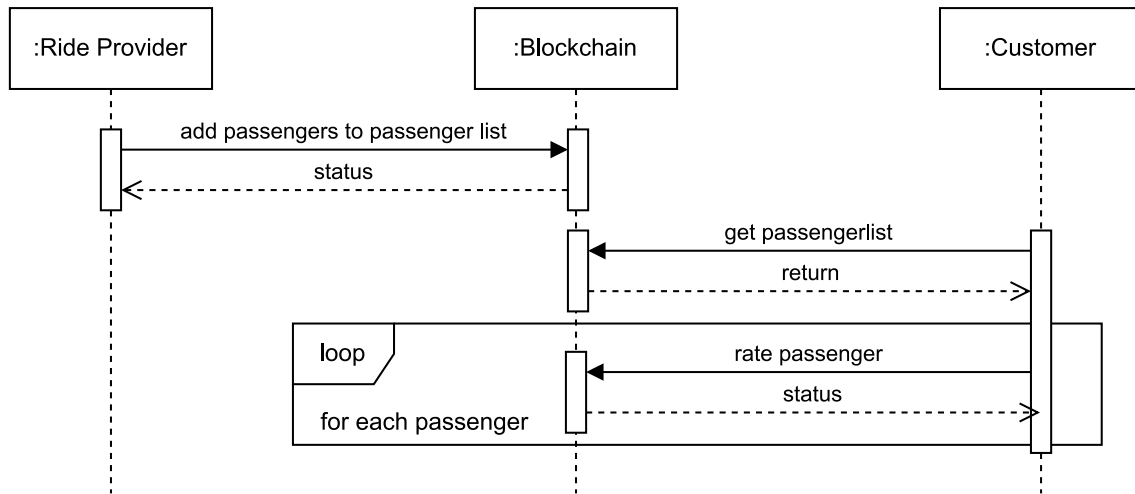 :Ride Provider
:Blockchain
:Customer
add passengers to passenger list
status
get passengerlist
return
loop
rate passenger
status
for each passenger